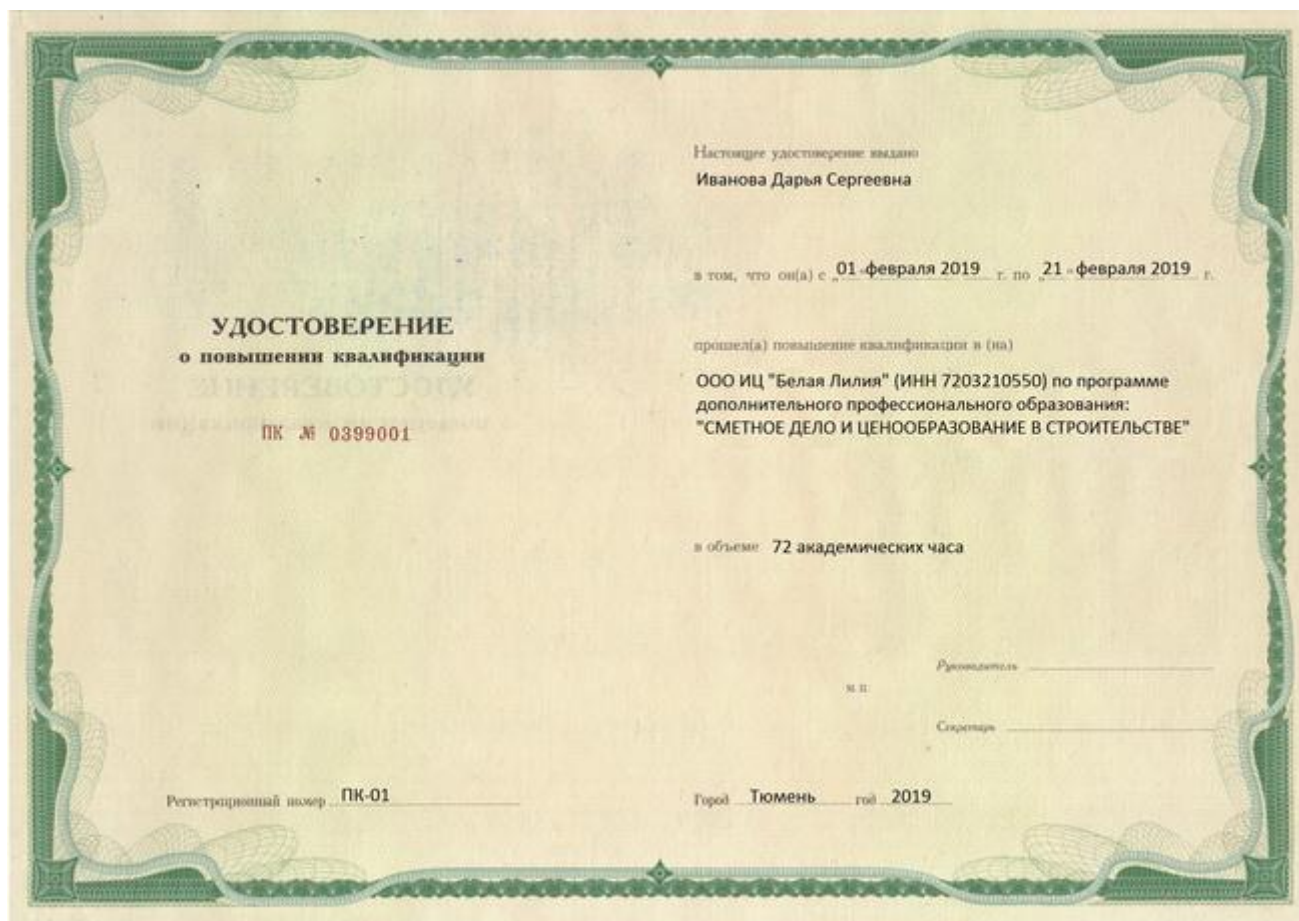 УДОСТОВЕРЕНИЕ
о повышении квалификации
ПК № 0399001
Регистрационный номер ПК-01
Настоящее удостоверение выдано
Иванова Дарья Сергеевна
в том, что он(а) с „01 " февраля 2019 г. по „21 " февраля 2019 г.
прошел(а) повышение квалификации в (на)
ООО ИЦ "Белая Лилия" (ИНН 7203210550) по программе
дополнительного профессионального образования:
"СМЕТНОЕ ДЕЛО И ЦЕНООБРАЗОВАНИЕ В СТРОИТЕЛЬСТВЕ"
в объеме 72 академических часа
Руководитель
М. П.
Секретарь
Город Тюмень год 2019